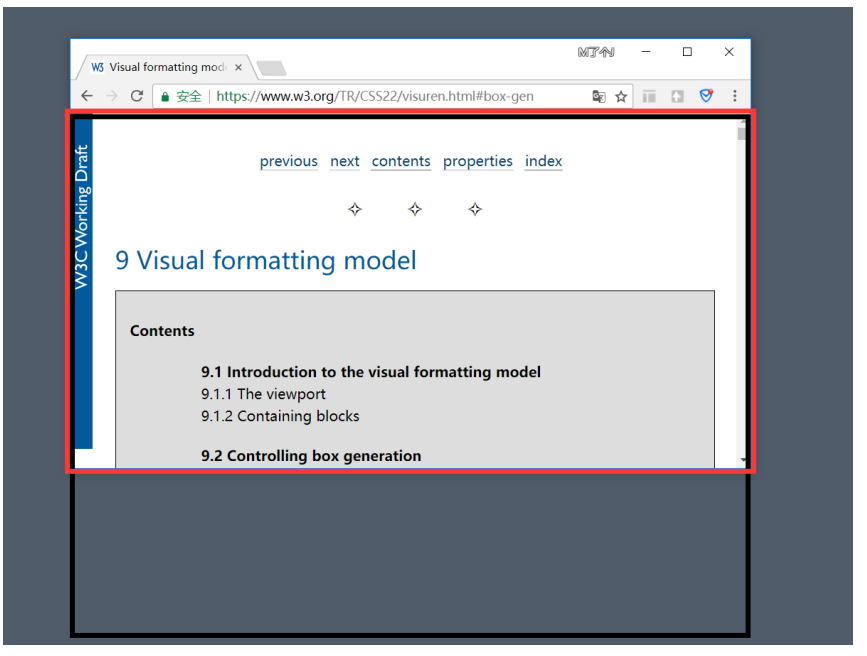 MJAN
W3 Visual formatting mod
安全 | https://www.w3.org/TR/CSS22/visuren.html#box-gen
W3C Working Draft
previous next contents properties index
9 Visual formatting model
Contents
9.1 Introduction to the visual formatting model
9.1.1 The viewport
9.1.2 Containing blocks
9.2 Controlling box generation